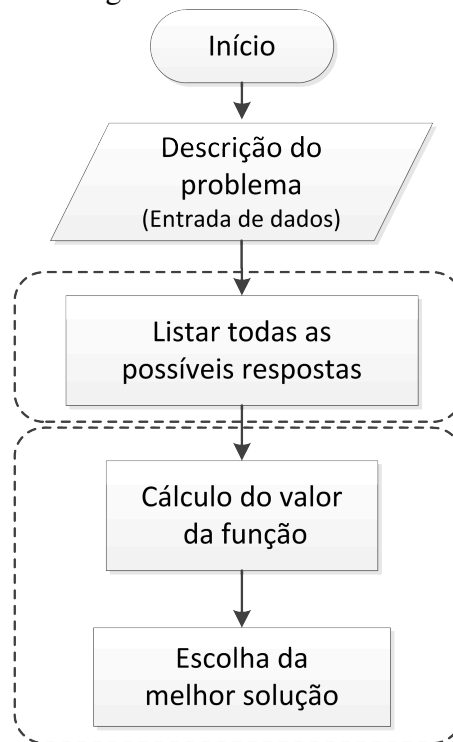 Início
Descrição do
problema
(Entrada de dados)
Listar todas as
possíveis respostas
Cálculo do valor
da função
Escolha da
melhor solução